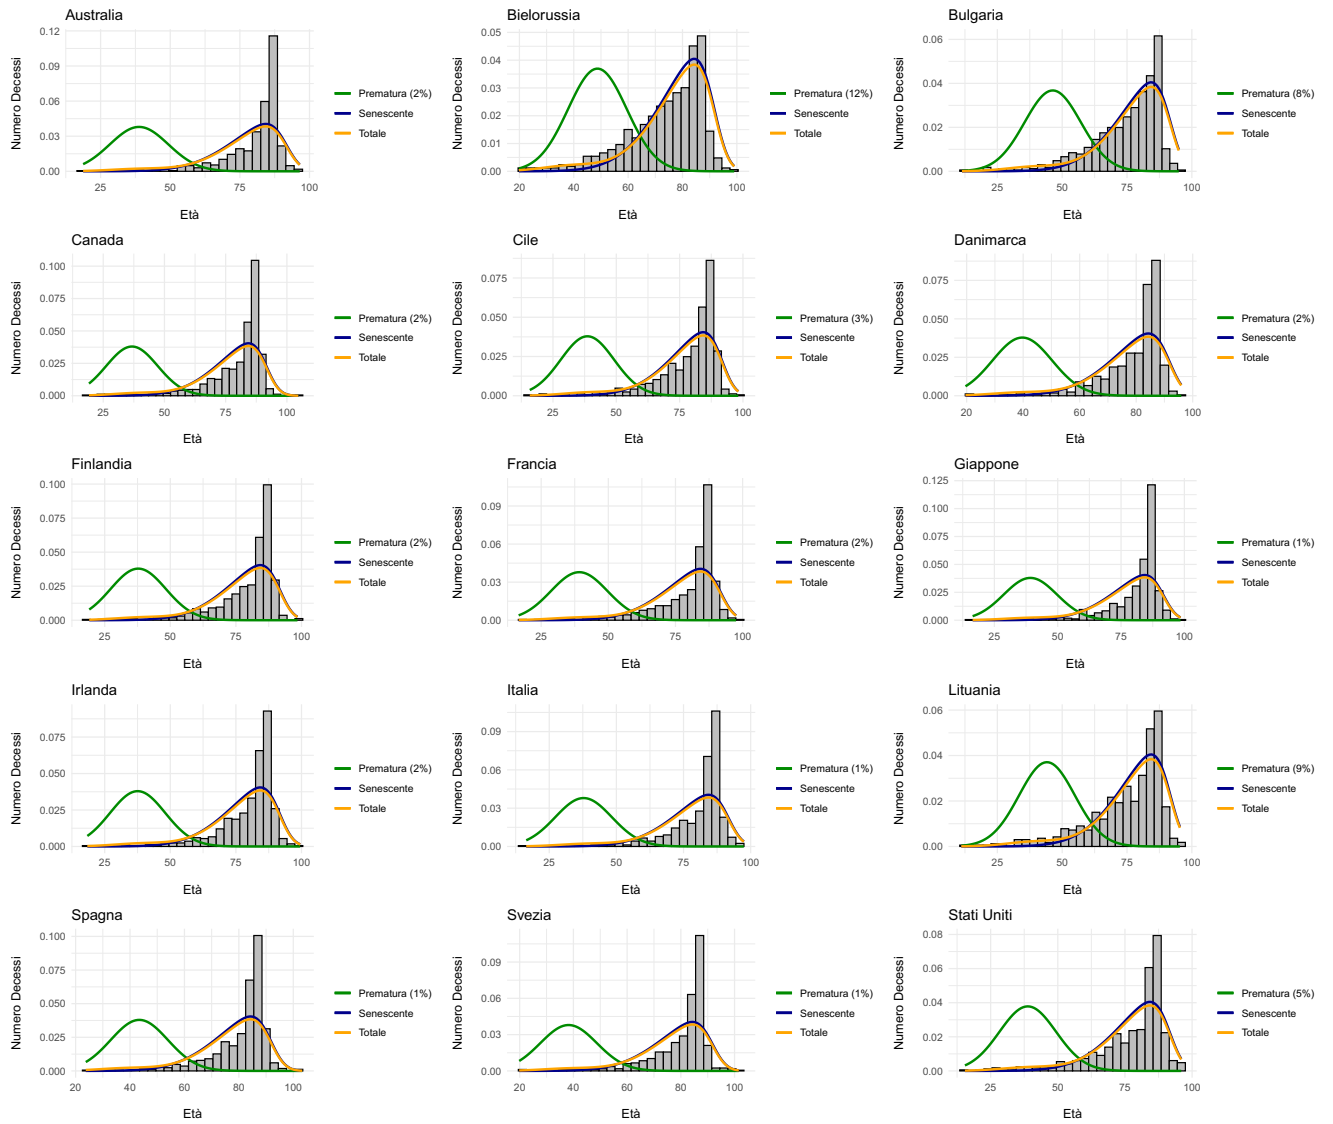 Australia
Numero Decessi
0.12
0.09
0.06
0.03
0.00
25
50
75
100
Età
Prematura (2%)
Senescente
Totale
Bielorussia
Numero Decessi
0.05
0.04
0.03
0.02
0.01
0.00
20
40
60
80
100
Età
Prematura (12%)
Senescente
Totale
Bulgaria
Numero Decessi
0.06
0.04
0.02
0.00
25
50
75
100
Età
Prematura (8%)
Senescente
Totale
Canada
Numero Decessi
0.100
0.075
0.050
0.025
0.000
25
50
75
100
Età
Prematura (2%)
Senescente
Totale
Cile
Numero Decessi
0.075
0.050
0.025
0.000
25
50
75
100
Età
Prematura (3%)
Senescente
Totale
Danimarca
Numero Decessi
0.075
0.050
0.025
0.000
20
40
60
80
100
Età
Prematura (2%)
Senescente
Totale
Finlandia
Numero Decessi
0.100
0.075
0.050
0.025
0.000
25
50
75
100
Età
Prematura (2%)
Senescente
Totale
Francia
Numero Decessi
0.09
0.06
0.03
0.00
25
50
75
100
Età
Prematura (2%)
Senescente
Totale
Giappone
Numero Decessi
0.125
0.100
0.075
0.050
0.025
0.000
25
50
75
100
Età
Prematura (1%)
Senescente
Totale
Irlanda
Numero Decessi
0.075
0.050
0.025
0.000
25
50
75
100
Età
Prematura (2%)
Senescente
Totale
Italia
Numero Decessi
0.09
0.06
0.03
0.00
25
50
75
100
Età
Prematura (1%)
Senescente
Totale
Lituania
Numero Decessi
0.06
0.04
0.02
0.00
25
50
75
100
Età
Prematura (9%)
Senescente
Totale
Spagna
Numero Decessi
0.100
0.075
0.050
0.025
0.000
20
40
60
80
100
Età
Prematura (1%)
Senescente
Totale
Svezia
Numero Decessi
0.09
0.06
0.03
0.00
20
40
60
80
100
Età
Prematura (1%)
Senescente
Totale
Stati Uniti
Numero Decessi
0.08
0.06
0.04
0.02
0.00
25
50
75
100
Età
Prematura (5%)
Senescente
Totale